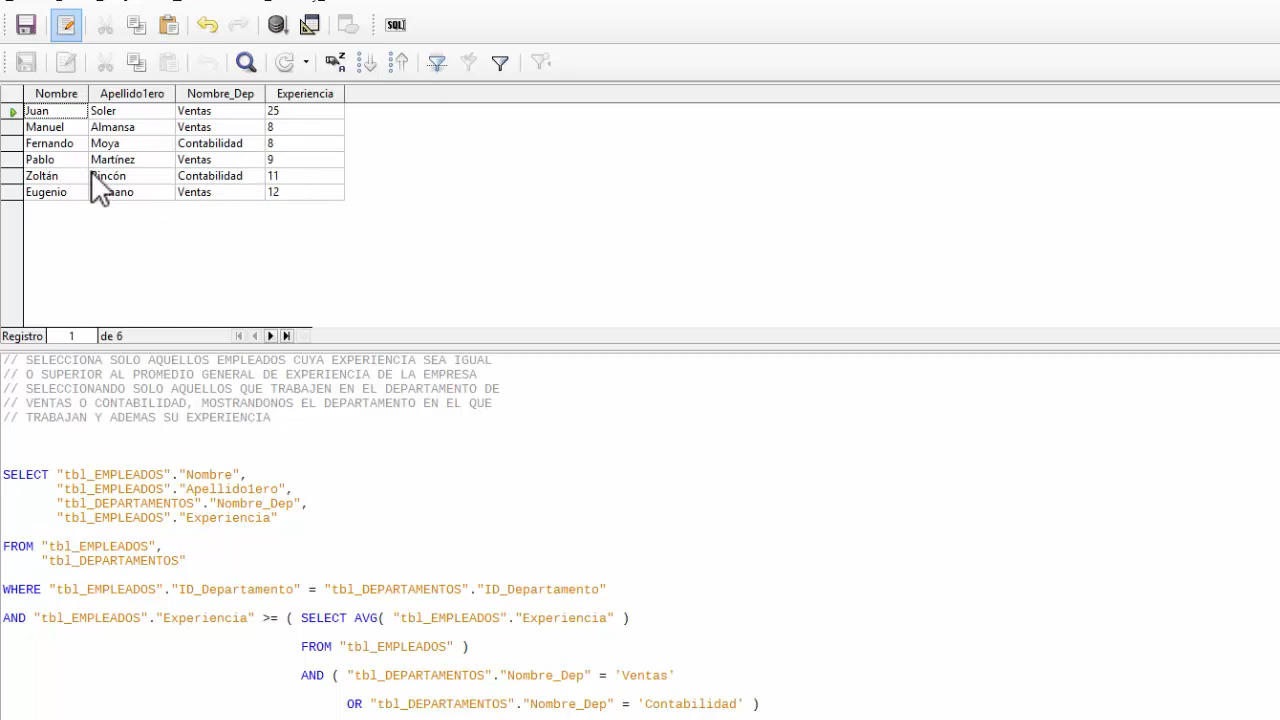 SQL
Nombre Apellido1ero Nombre_Dep Experiencia
Juan Soler Ventas 25
Manuel Almansa Ventas 8
Fernando Moya Contabilidad 8
Pablo Martínez Ventas 9
Zoltán Rincón Contabilidad 11
Eugenio Ventas 12
Registro 1 de 6
// SELECCIONA SOLO AQUELLOS EMPLEADOS CUYA EXPERIENCIA SEA IGUAL
// O SUPERIOR AL PROMEDIO GENERAL DE EXPERIENCIA DE LA EMPRESA
// SELECCIONANDO SOLO AQUELLOS QUE TRABAJEN EN EL DEPARTAMENTO DE
// VENTAS O CONTABILIDAD, MOSTRANDONOS EL DEPARTAMENTO EN EL QUE
// TRABAJAN Y ADEMAS SU EXPERIENCIA
SELECT "tbl_EMPLEADOS"."Nombre",
"tbl_EMPLEADOS"."Apellido1ero",
"tbl_DEPARTAMENTOS"."Nombre_Dep",
"tbl_EMPLEADOS"."Experiencia"
FROM "tbl_EMPLEADOS",
"tbl_DEPARTAMENTOS"
WHERE "tbl_EMPLEADOS"."ID_Departamento" = "tbl_DEPARTAMENTOS"."ID_Departamento"
AND "tbl_EMPLEADOS"."Experiencia" >= ( SELECT AVG( "tbl_EMPLEADOS"."Experiencia" )
FROM "tbl_EMPLEADOS" )
AND ( "tbl_DEPARTAMENTOS"."Nombre_Dep" = 'Ventas'
OR "tbl_DEPARTAMENTOS"."Nombre_Dep" = 'Contabilidad' )